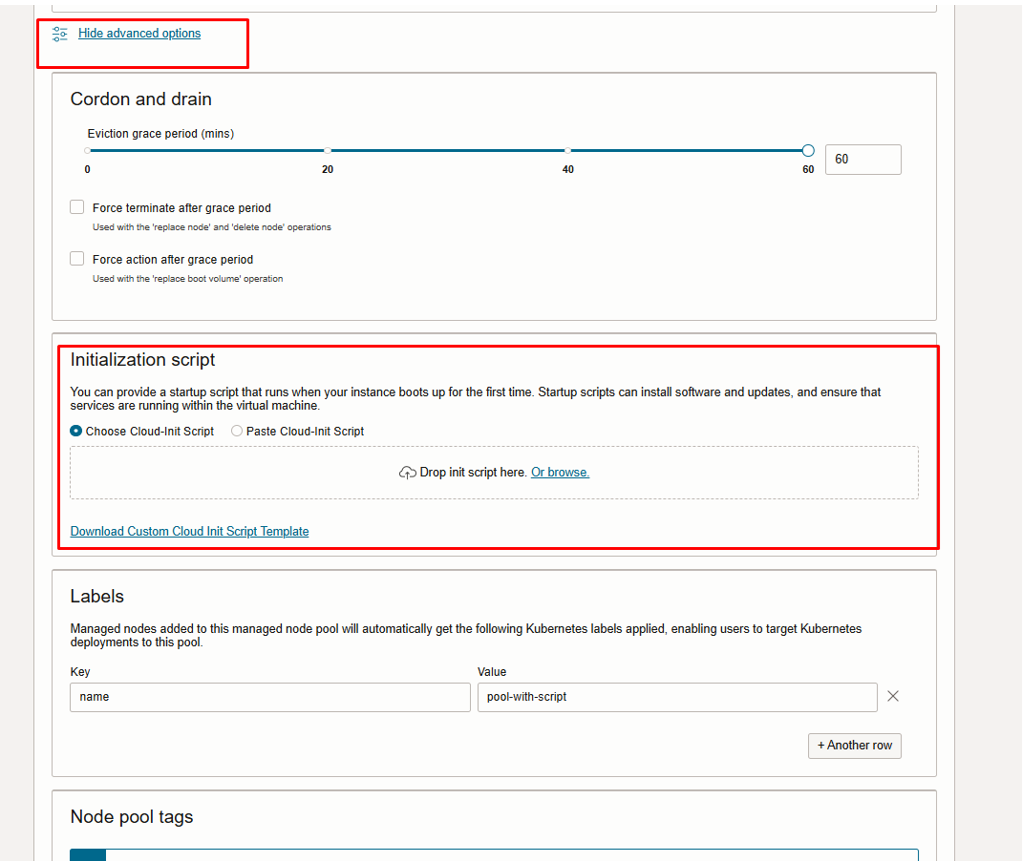 Hide advanced options
Cordon and drain
Eviction grace period (mins)
0 20 40 60
60
Force terminate after grace period
Used with the 'replace node' and 'delete node' operations
Force action after grace period
Used with the 'replace boot volume' operation
Initialization script
You can provide a startup script that runs when your instance boots up for the first time. Startup scripts can install software and updates, and ensure that
services are running within the virtual machine.
Choose Cloud-Init Script Paste Cloud-Init Script
Drop init script here. Or browse.
Download Custom Cloud Init Script Template
Labels
Managed nodes added to this managed node pool will automatically get the following Kubernetes labels applied, enabling users to target Kubernetes
deployments to this pool.
Key Value
name pool-with-script
+ Another row
Node pool tags